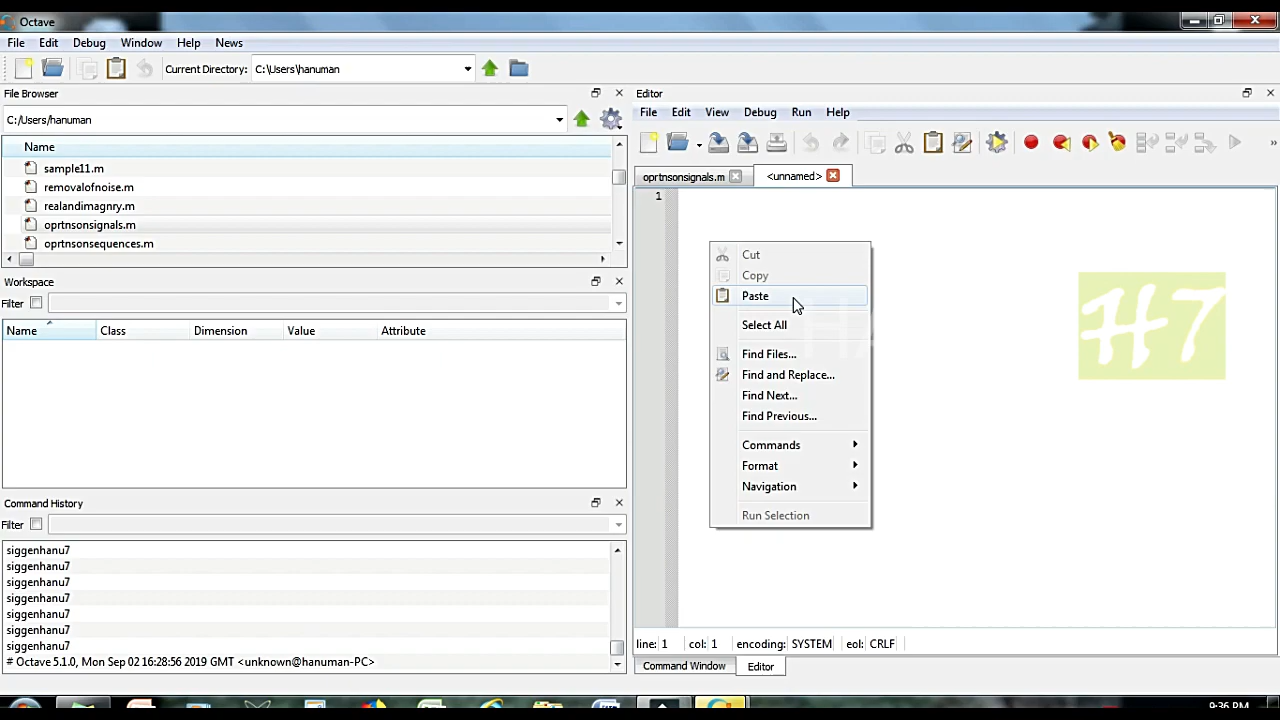 Octave
File Edit Debug Window Help News
Current Directory: C:\Users\hanuman
File Browser
C:/Users/hanuman
Name
sample11.m
removalofnoise.m
realandimagnry.m
oprtnsonsignals.m
oprtnsonsequences.m
Workspace
Filter
Name Class Dimension Value Attribute
Command History
Filter
siggenhanu7
siggenhanu7
siggenhanu7
siggenhanu7
siggenhanu7
siggenhanu7
siggenhanu7
# Octave 5.1.0, Mon Sep 02 16:28:56 2019 GMT <unknown@hanuman-PC>
Editor
File Edit View Debug Run Help
oprtnsonsignals.m <unnamed>
1
Cut
Copy
Paste
Select All
Find Files...
Find and Replace...
Find Next...
Find Previous...
Commands
Format
Navigation
Run Selection
H7
line: 1 col: 1 encoding: SYSTEM eol: CRLF
Command Window Editor
9:36 PM